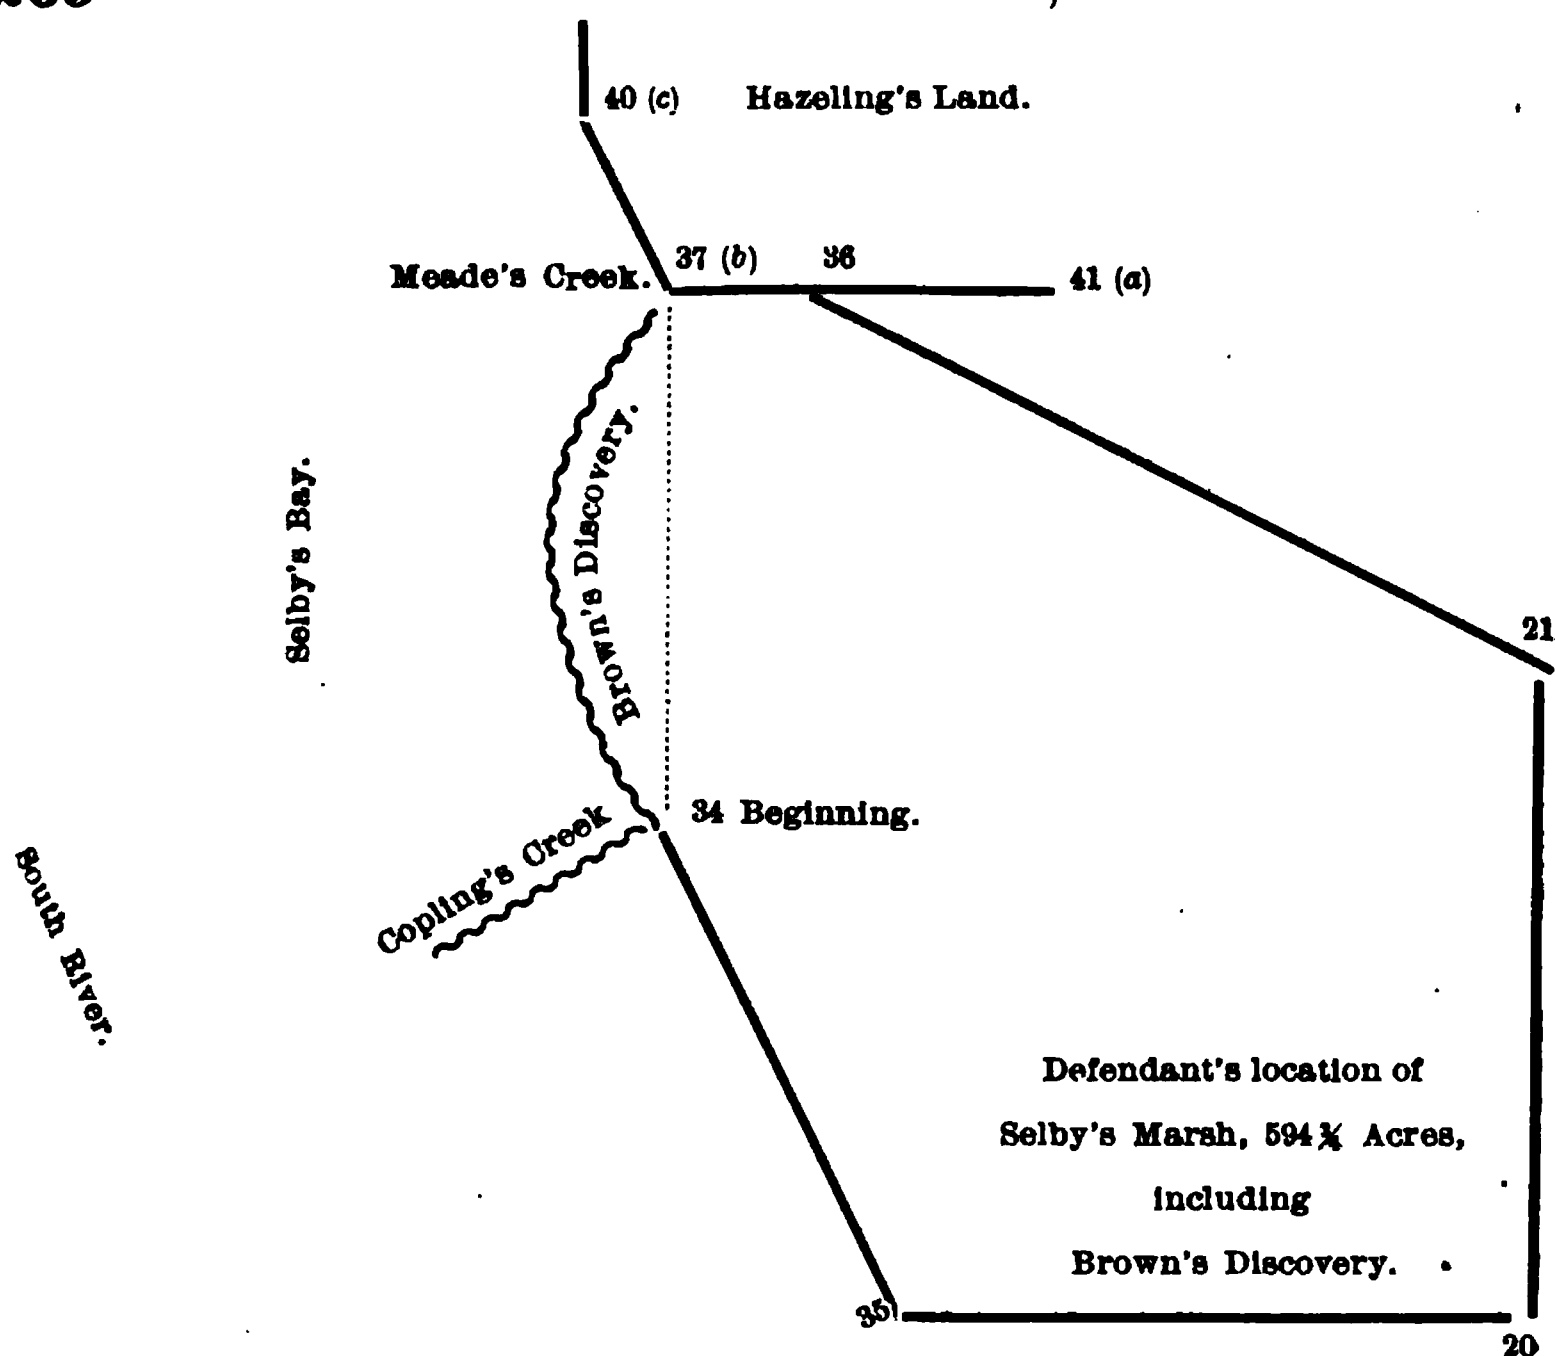 40 (c) Hazeling's Land.
37 (b) 36
Meade's Creek.
41 (a)
Brown's Discovery.
Selby's Bay.
21
34 Beginning.
Copling's Creek
South River.
Defendant's location of
Selby's Marsh, 594¾ Acres,
including
Brown's Discovery.
35
20